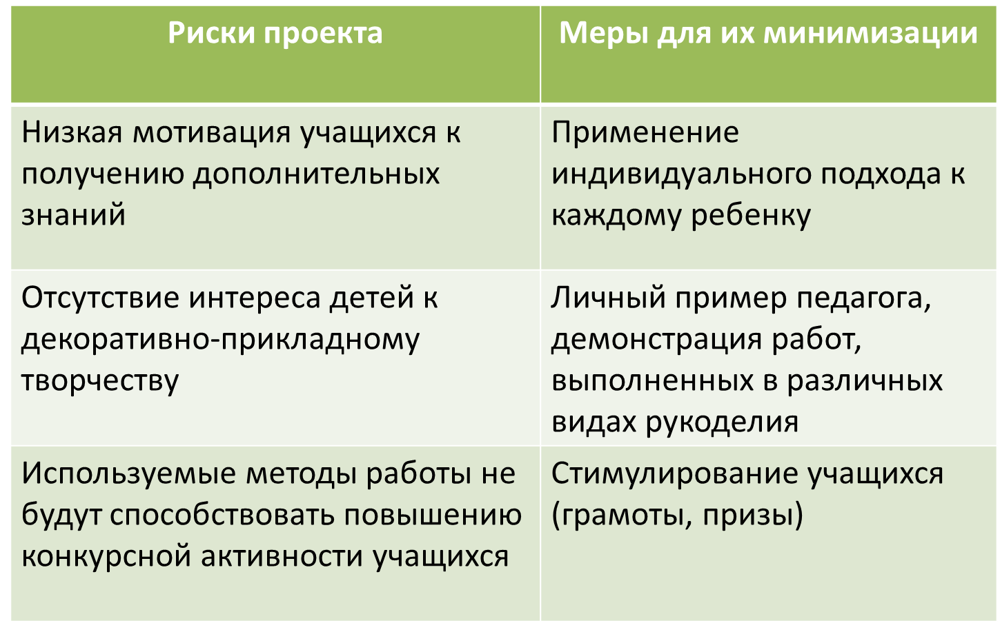 Риски проекта
Меры для их минимизации
Низкая мотивация учащихся к
получению дополнительных
знаний
Применение
индивидуального подхода к
каждому ребенку
Отсутствие интереса детей к
декоративно-прикладному
творчеству
Личный пример педагога,
демонстрация работ,
выполненных в различных
видах рукоделия
Используемые методы работы не
будут способствовать повышению
конкурсной активности учащихся
Стимулирование учащихся
(грамоты, призы)